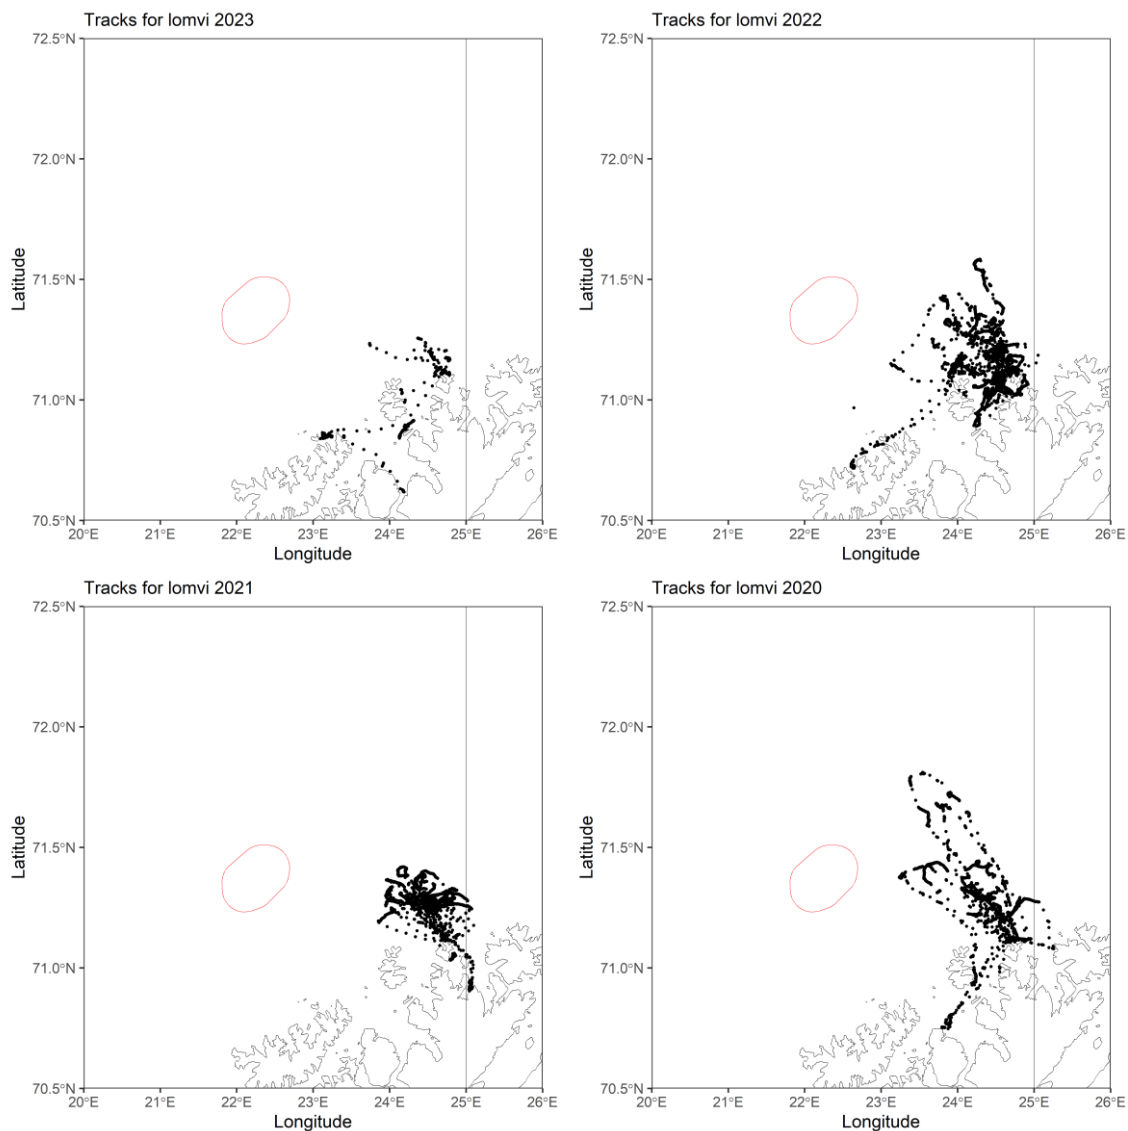 Tracks for lomvi 2023
72.5°N
72.0°N
71.5°N
71.0°N
70.5°N
Latitude
20°E 21°E 22°E 23°E 24°E 25°E 26°E
Longitude
Tracks for lomvi 2022
72.5°N
72.0°N
71.5°N
71.0°N
70.5°N
Latitude
20°E 21°E 22°E 23°E 24°E 25°E 26°E
Longitude
Tracks for lomvi 2021
72.5°N
72.0°N
71.5°N
71.0°N
70.5°N
Latitude
20°E 21°E 22°E 23°E 24°E 25°E 26°E
Longitude
Tracks for lomvi 2020
72.5°N
72.0°N
71.5°N
71.0°N
70.5°N
Latitude
20°E 21°E 22°E 23°E 24°E 25°E 26°E
Longitude